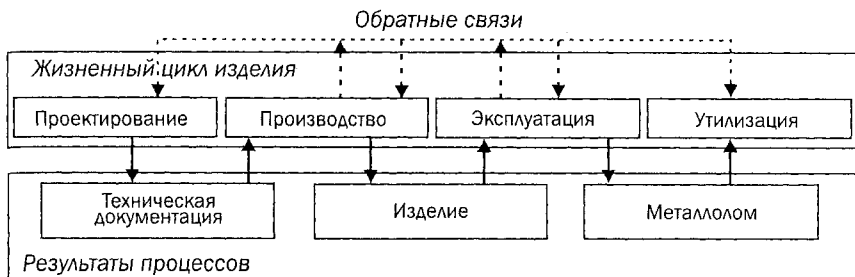 Обратные связи
Жизненный цикл изделия
Проектирование
Производство
Эксплуатация
Утилизация
Техническая
документация
Изделие
Металлолом
Результаты процессов